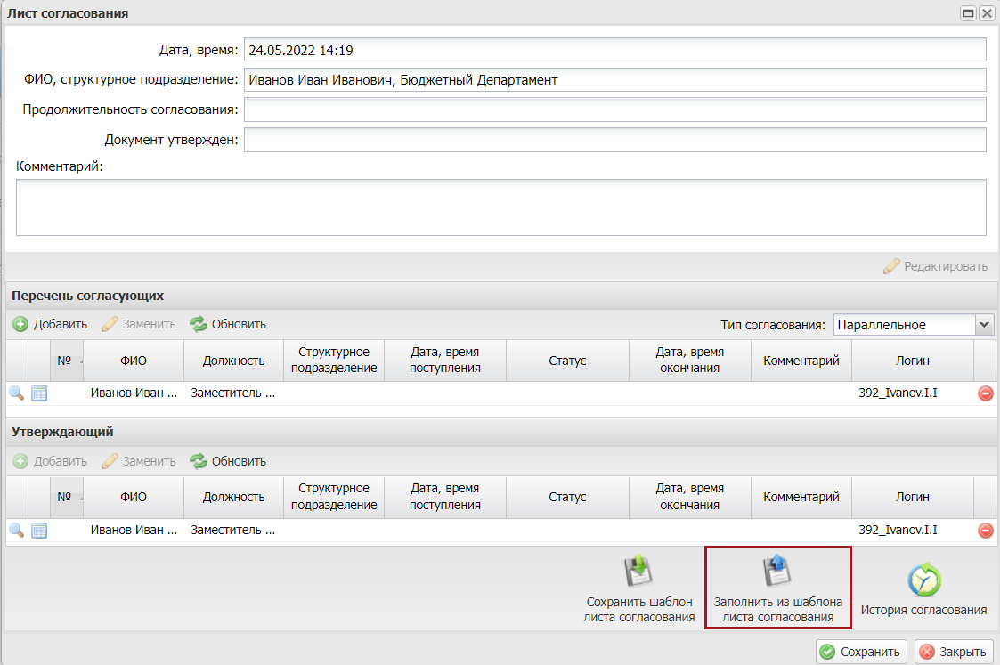 Лист согласования
Дата, время: 24.05.2022 14:19
ФИО, структурное подразделение: Иванов Иван Иванович, Бюджетный Департамент
Продолжительность согласования:
Документ утвержден:
Комментарий:
Редактировать
Перечень согласующих
Добавить Заменить Обновить Тип согласования: Параллельное
№ ФИО Должность Структурное подразделение Дата, время поступления Статус Дата, время окончания Комментарий Логин
Иванов Иван ... Заместитель ... 392_Ivanov.I.I
Утверждающий
Добавить Заменить Обновить
№ ФИО Должность Структурное подразделение Дата, время поступления Статус Дата, время окончания Комментарий Логин
Иванов Иван ... Заместитель ... 392_Ivanov.I.I
Сохранить шаблон
листа согласования
Заполнить из шаблона
листа согласования
История согласования
Сохранить Закрыть